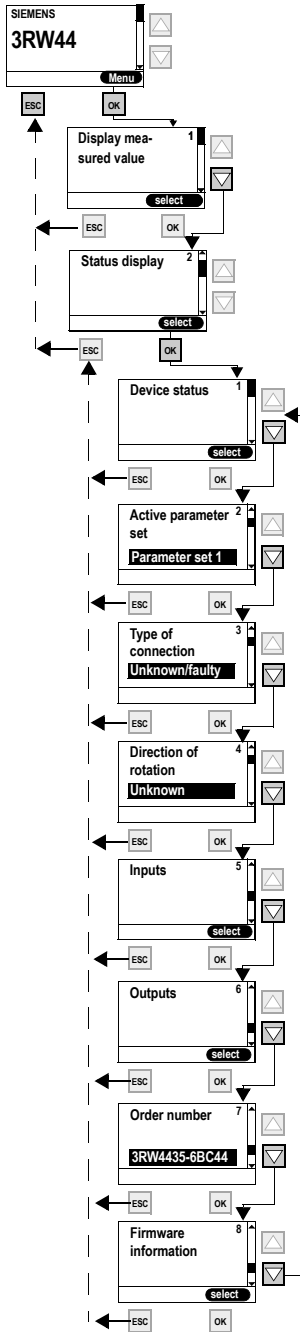 SIEMENS
3RW44
Menu
ESC
OK
Display mea-
sured value
1
select
ESC
OK
Status display
2
select
ESC
OK
Device status
1
select
ESC
OK
Active parameter
set
2
Parameter set 1
ESC
OK
Type of
connection
3
Unknown/faulty
ESC
OK
Direction of
rotation
4
Unknown
ESC
OK
Inputs
5
select
ESC
OK
Outputs
6
select
ESC
OK
Order number
7
3RW4435-6BC44
ESC
OK
Firmware
information
8
select
ESC
OK